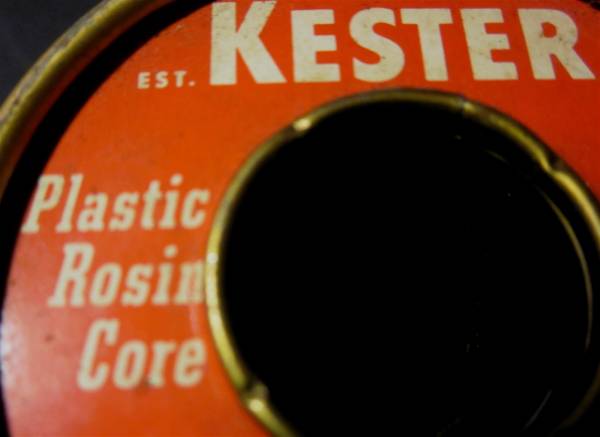 EST. KESTER
Plastic
Rosin
Core